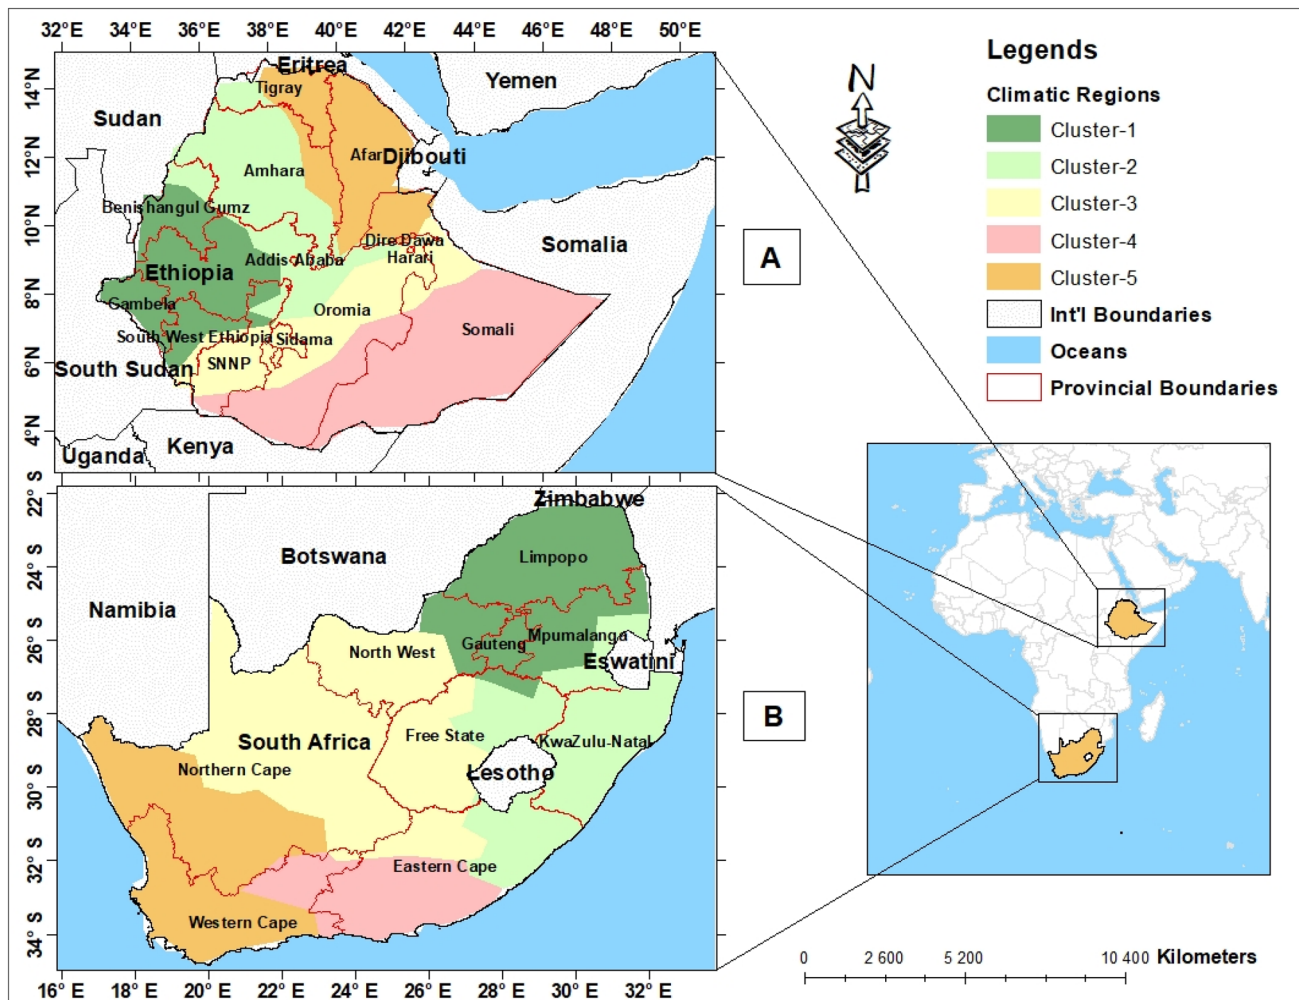 32° E 34° E 36° E 38° E 40° E 42° E 44° E 46° E 48° E 50° E
14°N
12°N
10°N
8°N
6°N
4°N
S
Eritrea
Yemen
Tigray
Sudan
Afar
Djibouti
Amhara
Benishangul Gumz
Dire Dawa
Somalia
Addis Ababa
Harari
Ethiopia
Gambela
Oromia
Somali
South West Ethiopia
Sidama
South Sudan
SNNP
Kenya
Uganda
A
N
Legends
Climatic Regions
Cluster-1
Cluster-2
Cluster-3
Cluster-4
Cluster-5
Int'l Boundaries
Oceans
Provincial Boundaries
22°
24° S
26° S
28° S
30° S
32° S
34° S
Zimbabwe
Botswana
Limpopo
Namibia
Mpumalanga
Gauteng
North West
Eswatini
South Africa
Free State
KwaZulu-Natal
Northern Cape
Lesotho
Eastern Cape
Western Cape
B
16° E 18° E 20° E 22° E 24° E 26° E 28° E 30° E 32° E
0 2 600 5 200 10 400 Kilometers